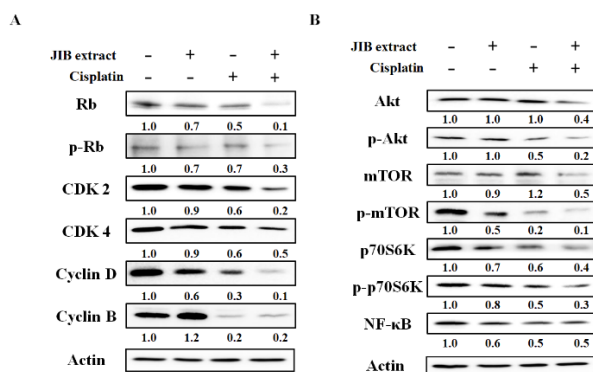 A
JIB extract - + - +
Cisplatin - - + +
Rb
1.0 0.7 0.5 0.1
p-Rb
1.0 0.7 0.7 0.3
CDK 2
1.0 0.9 0.6 0.2
CDK 4
1.0 0.9 0.6 0.5
Cyclin D
1.0 0.6 0.3 0.1
Cyclin B
1.0 1.2 0.2 0.2
Actin
B
JIB extract - + - +
Cisplatin - - + +
Akt
1.0 1.0 1.0 0.4
p-Akt
1.0 1.0 0.5 0.2
mTOR
1.0 0.9 1.2 0.5
p-mTOR
1.0 0.5 0.2 0.1
p70S6K
1.0 0.7 0.6 0.4
p-p70S6K
1.0 0.8 0.5 0.3
NF-κB
1.0 0.6 0.5 0.5
Actin